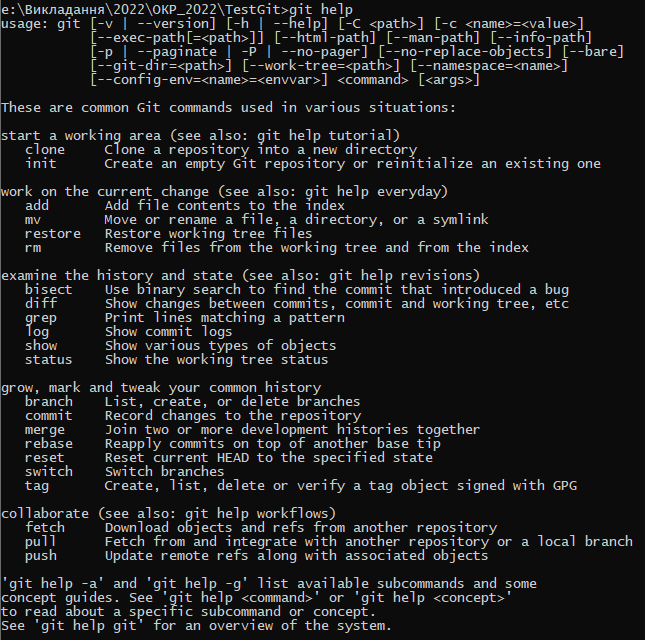 e:\Викладання\2022\ОКР_2022\TestGit>git help
usage: git [-v | --version] [-h | --help] [-C <path>] [-c <name>=<value>]
           [--exec-path[=<path>]] [--html-path] [--man-path] [--info-path]
           [-p | --paginate | -P | --no-pager] [--no-replace-objects] [--bare]
           [--git-dir=<path>] [--work-tree=<path>] [--namespace=<name>]
           [--config-env=<name>=<envvar>] <command> [<args>]

These are common Git commands used in various situations:

start a working area (see also: git help tutorial)
   clone     Clone a repository into a new directory
   init      Create an empty Git repository or reinitialize an existing one

work on the current change (see also: git help everyday)
   add       Add file contents to the index
   mv        Move or rename a file, a directory, or a symlink
   restore   Restore working tree files
   rm        Remove files from the working tree and from the index

examine the history and state (see also: git help revisions)
   bisect    Use binary search to find the commit that introduced a bug
   diff      Show changes between commits, commit and working tree, etc
   grep      Print lines matching a pattern
   log       Show commit logs
   show      Show various types of objects
   status    Show the working tree status

grow, mark and tweak your common history
   branch    List, create, or delete branches
   commit    Record changes to the repository
   merge     Join two or more development histories together
   rebase    Reapply commits on top of another base tip
   reset     Reset current HEAD to the specified state
   switch    Switch branches
   tag       Create, list, delete or verify a tag object signed with GPG

collaborate (see also: git help workflows)
   fetch     Download objects and refs from another repository
   pull      Fetch from and integrate with another repository or a local branch
   push      Update remote refs along with associated objects

'git help -a' and 'git help -g' list available subcommands and some
concept guides. See 'git help <command>' or 'git help <concept>'
to read about a specific subcommand or concept.
See 'git help git' for an overview of the system.